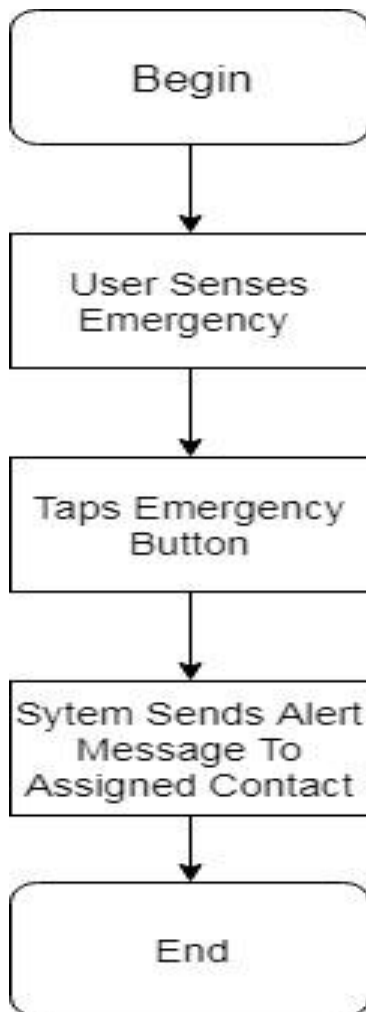 Begin
User Senses
Emergency
Taps Emergency
Button
Sytem Sends Alert
Message To
Assigned Contact
End